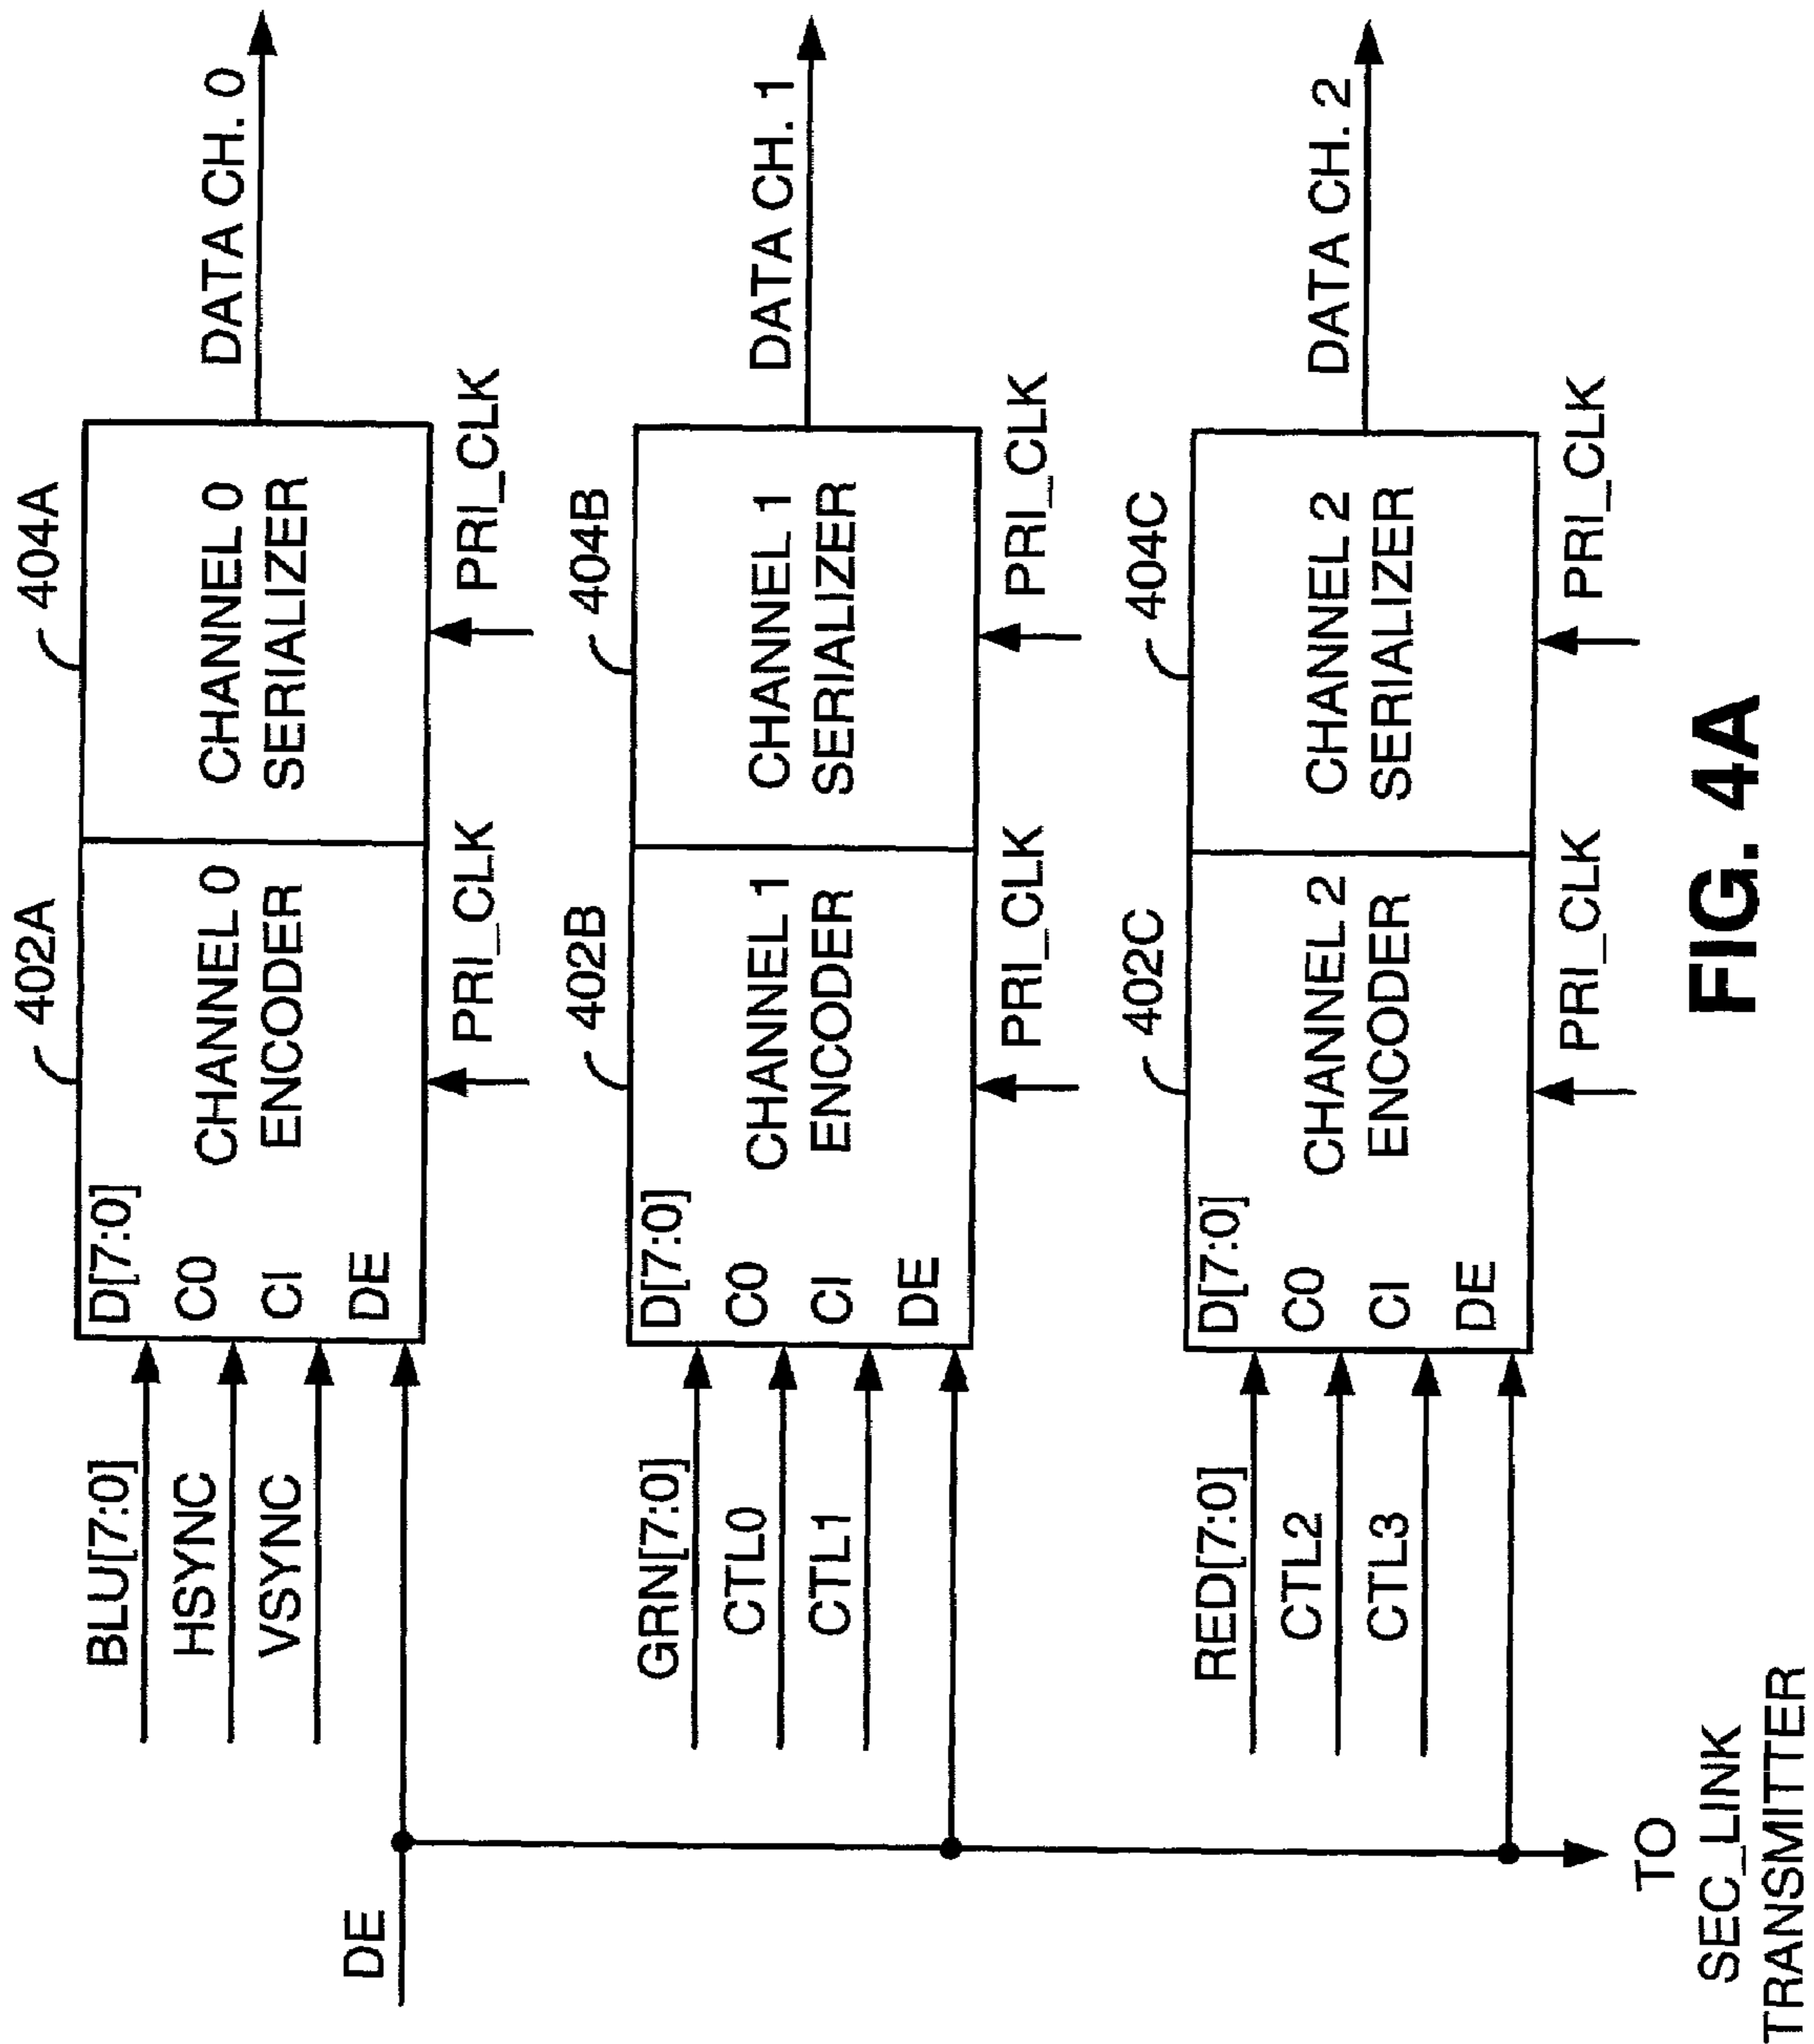 402A
404A
BLU[7:0]
HSYNC
VSYNC
DE
D[7:0]
C0
CI
DE
CHANNEL 0
ENCODER
CHANNEL 0
SERIALIZER
DATA CH. 0
PRI_CLK
PRI_CLK
402B
404B
GRN[7:0]
CTL0
CTL1
D[7:0]
C0
CI
DE
CHANNEL 1
ENCODER
CHANNEL 1
SERIALIZER
DATA CH. 1
PRI_CLK
PRI_CLK
402C
404C
RED[7:0]
CTL2
CTL3
D[7:0]
C0
CI
DE
CHANNEL 2
ENCODER
CHANNEL 2
SERIALIZER
DATA CH. 2
PRI_CLK
PRI_CLK
TO
SEC_LINK
TRANSMITTER
FIG. 4A